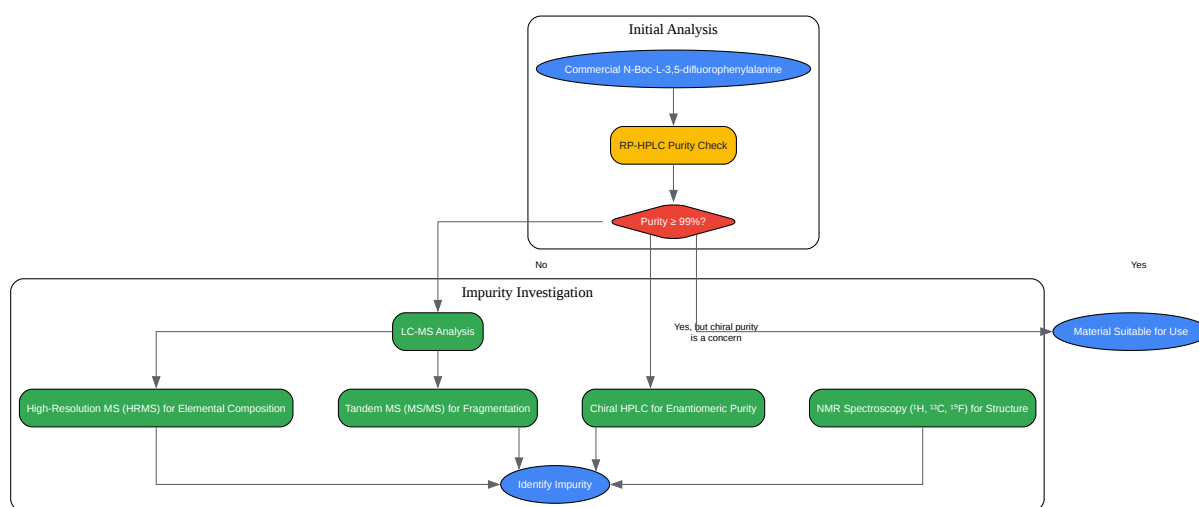 Initial Analysis
Commercial N-Boc-L-3,5-difluorophenylalanine
RP-HPLC Purity Check
Purity ≥ 99%?
No
Yes
Impurity Investigation
LC-MS Analysis
Yes, but chiral purity
is a concern
Material Suitable for Use
High-Resolution MS (HRMS) for Elemental Composition
Tandem MS (MS/MS) for Fragmentation
Chiral HPLC for Enantiomeric Purity
NMR Spectroscopy (¹H, ¹³C, ¹⁹F) for Structure
Identify Impurity